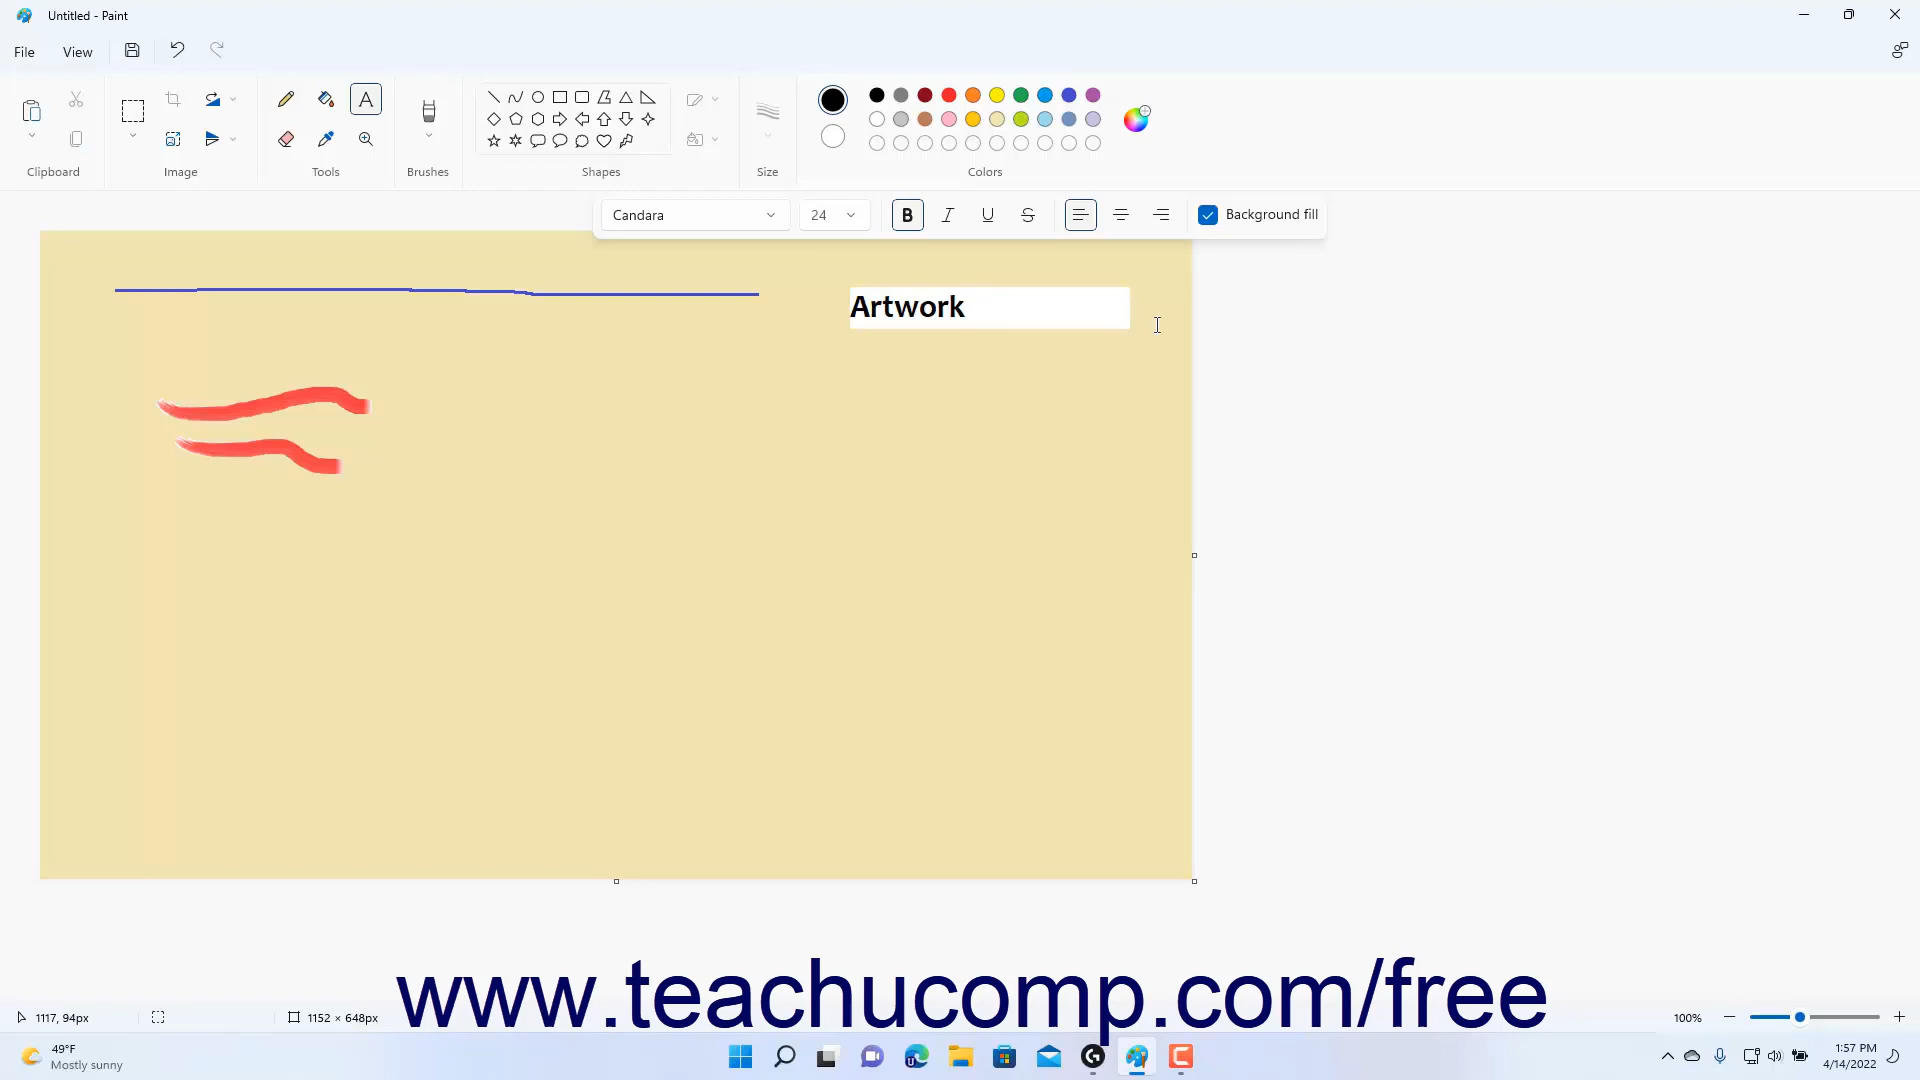 Untitled - Paint
File View
Clipboard
Image
Tools
Brushes
Shapes
Size
Colors
Candara 24 B I U S Background fill
Artwork
www.teachucomp.com/free
1117, 94px
1152 × 648px
100%
49°F
Mostly sunny
1:57 PM
4/14/2022